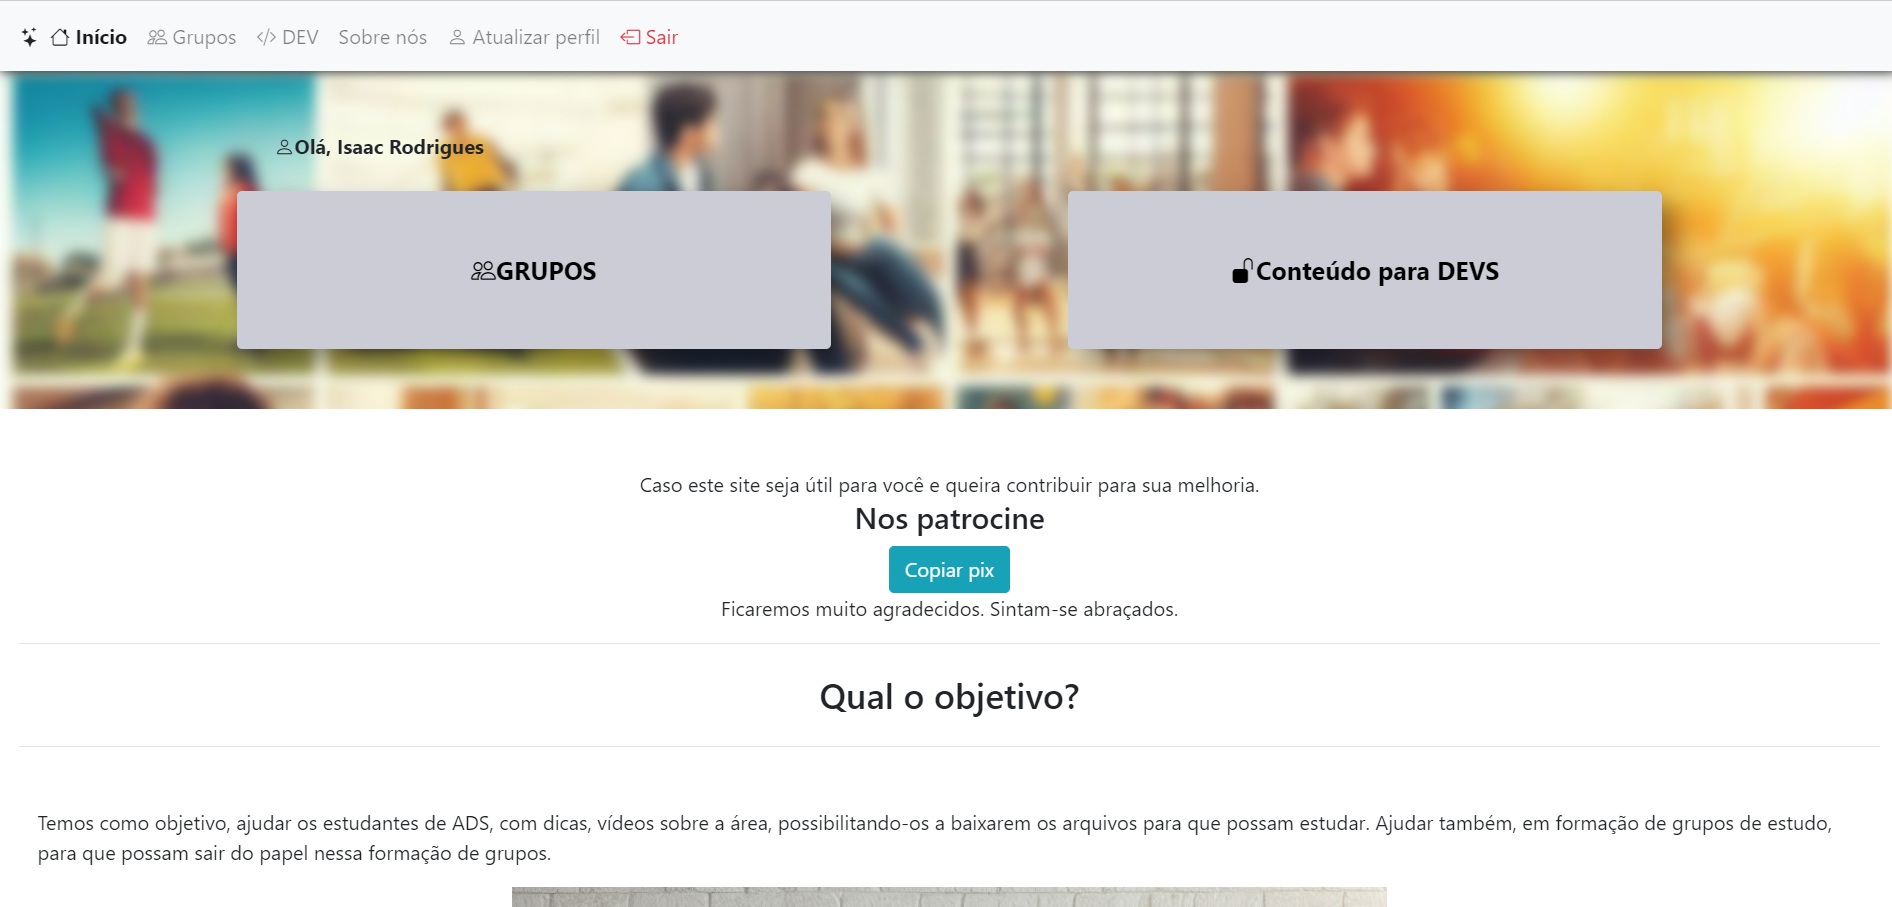 Início Grupos DEV Sobre nós Atualizar perfil Sair
Olá, Isaac Rodrigues
GRUPOS
Conteúdo para DEVS
Caso este site seja útil para você e queira contribuir para sua melhoria.
Nos patrocine
Copiar pix
Ficaremos muito agradecidos. Sintam-se abraçados.
Qual o objetivo?
Temos como objetivo, ajudar os estudantes de ADS, com dicas, vídeos sobre a área, possibilitando-os a baixarem os arquivos para que possam estudar. Ajudar também, em formação de grupos de estudo,
para que possam sair do papel nessa formação de grupos.